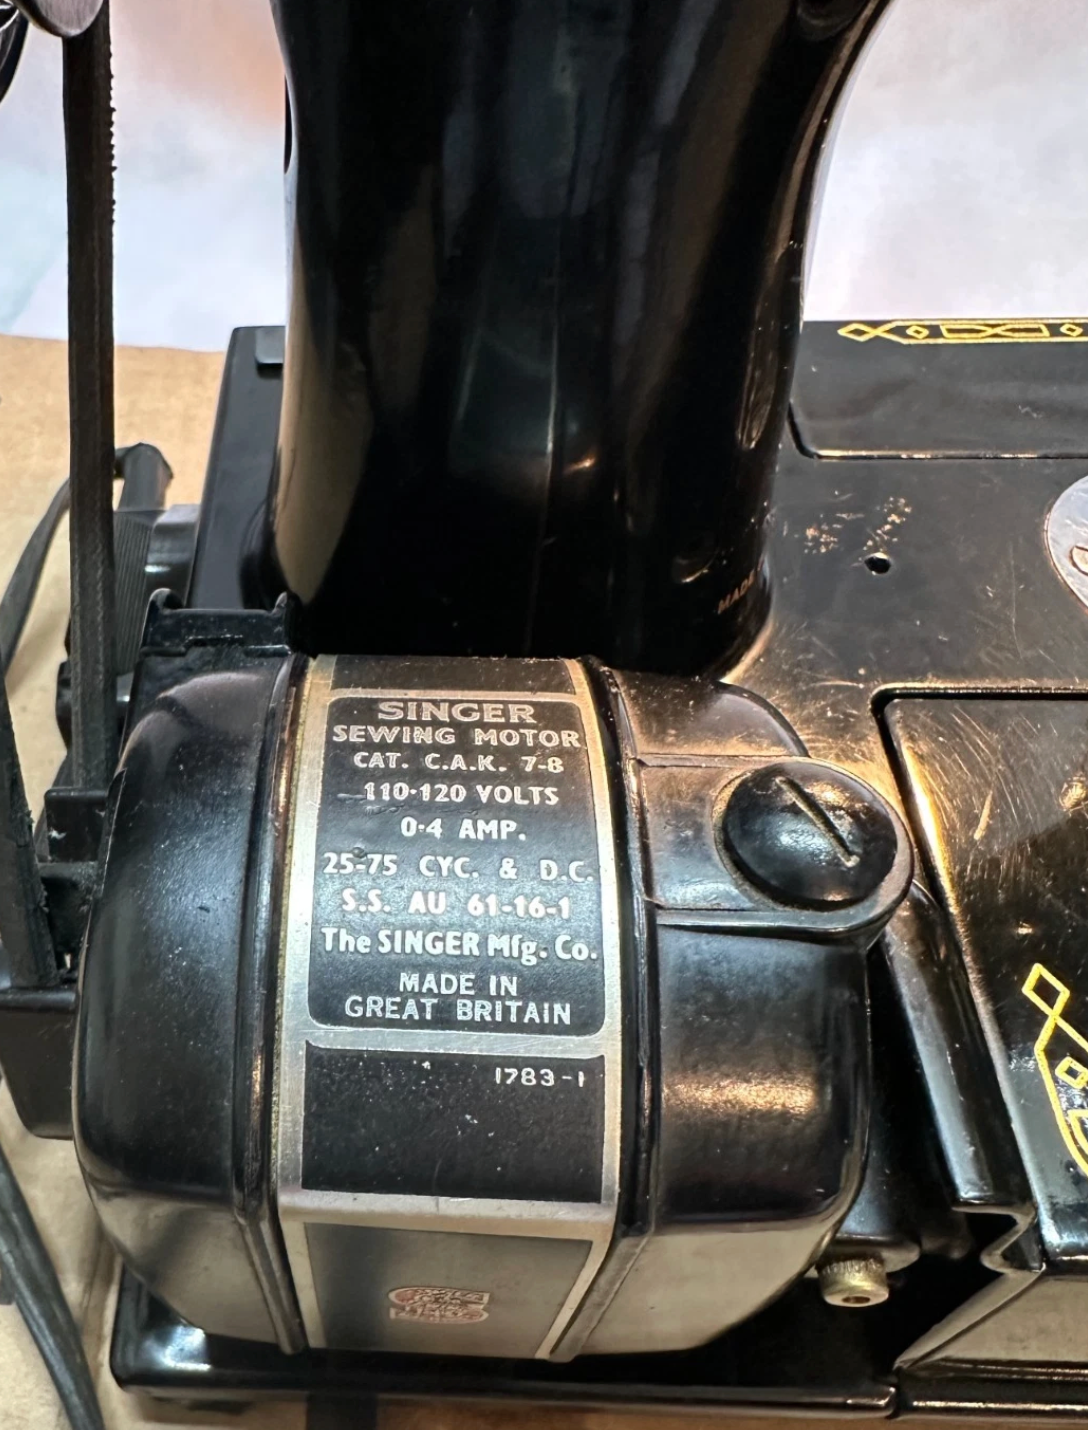 MADE
SINGER
SEWING MOTOR
CAT. C.A.K. 7-8
110-120 VOLTS
0·4 AMP.
25-75 CYC. & D.C.
S.S. AU 61-16-1
The SINGER Mfg. Co.
MADE IN
GREAT BRITAIN
1783-1